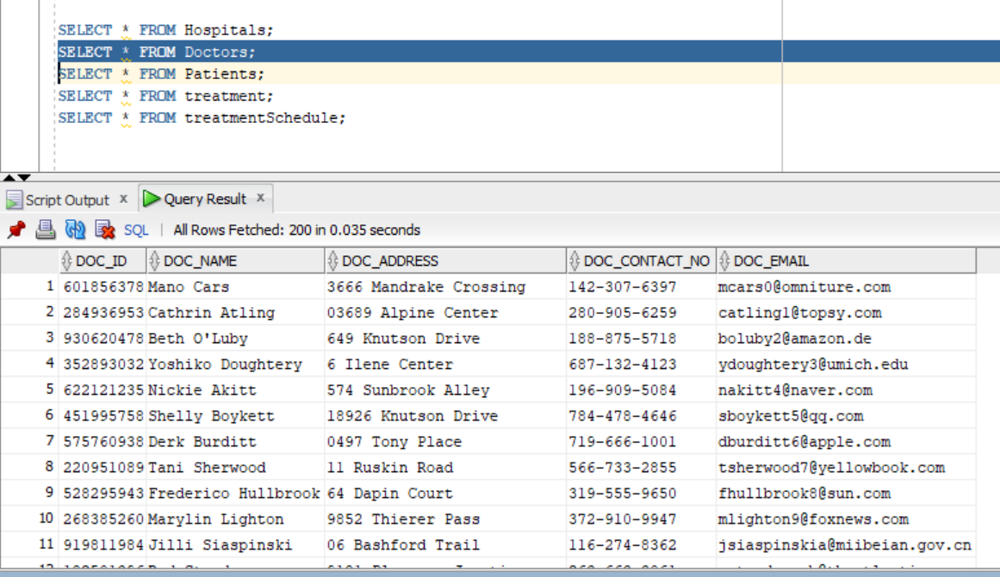 SELECT * FROM Hospitals;
SELECT * FROM Doctors;
SELECT * FROM Patients;
SELECT * FROM treatment;
SELECT * FROM treatmentSchedule;
Script Output x Query Result x
SQL | All Rows Fetched: 200 in 0.035 seconds
DOC_ID DOC_NAME DOC_ADDRESS DOC_CONTACT_NO DOC_EMAIL
1 601856378 Mano Cars 3666 Mandrake Crossing 142-307-6397 mcars0@omniture.com
2 284936953 Cathrin Atling 03689 Alpine Center 280-905-6259 catling1@topsy.com
3 930620478 Beth O'Luby 649 Knutson Drive 188-875-5718 boluby2@amazon.de
4 352893032 Yoshiko Doughtery 6 Ilene Center 687-132-4123 ydoughtery3@umich.edu
5 622121235 Nickie Akitt 574 Sunbrook Alley 196-909-5084 nakitt4@naver.com
6 451995758 Shelly Boykett 18926 Knutson Drive 784-478-4646 sboykett5@qq.com
7 575760938 Derk Burditt 0497 Tony Place 719-666-1001 dburditt6@apple.com
8 220951089 Tani Sherwood 11 Ruskin Road 566-733-2855 tsherwood7@yellowbook.com
9 528295943 Frederico Hullbrook 64 Dapin Court 319-555-9650 fhullbrook8@sun.com
10 268385260 Marylin Lighton 9852 Thierer Pass 372-910-9947 mlighton9@foxnews.com
11 919811984 Jilli Siaspinski 06 Bashford Trail 116-274-8362 jsiaspinskia@miibeian.gov.cn